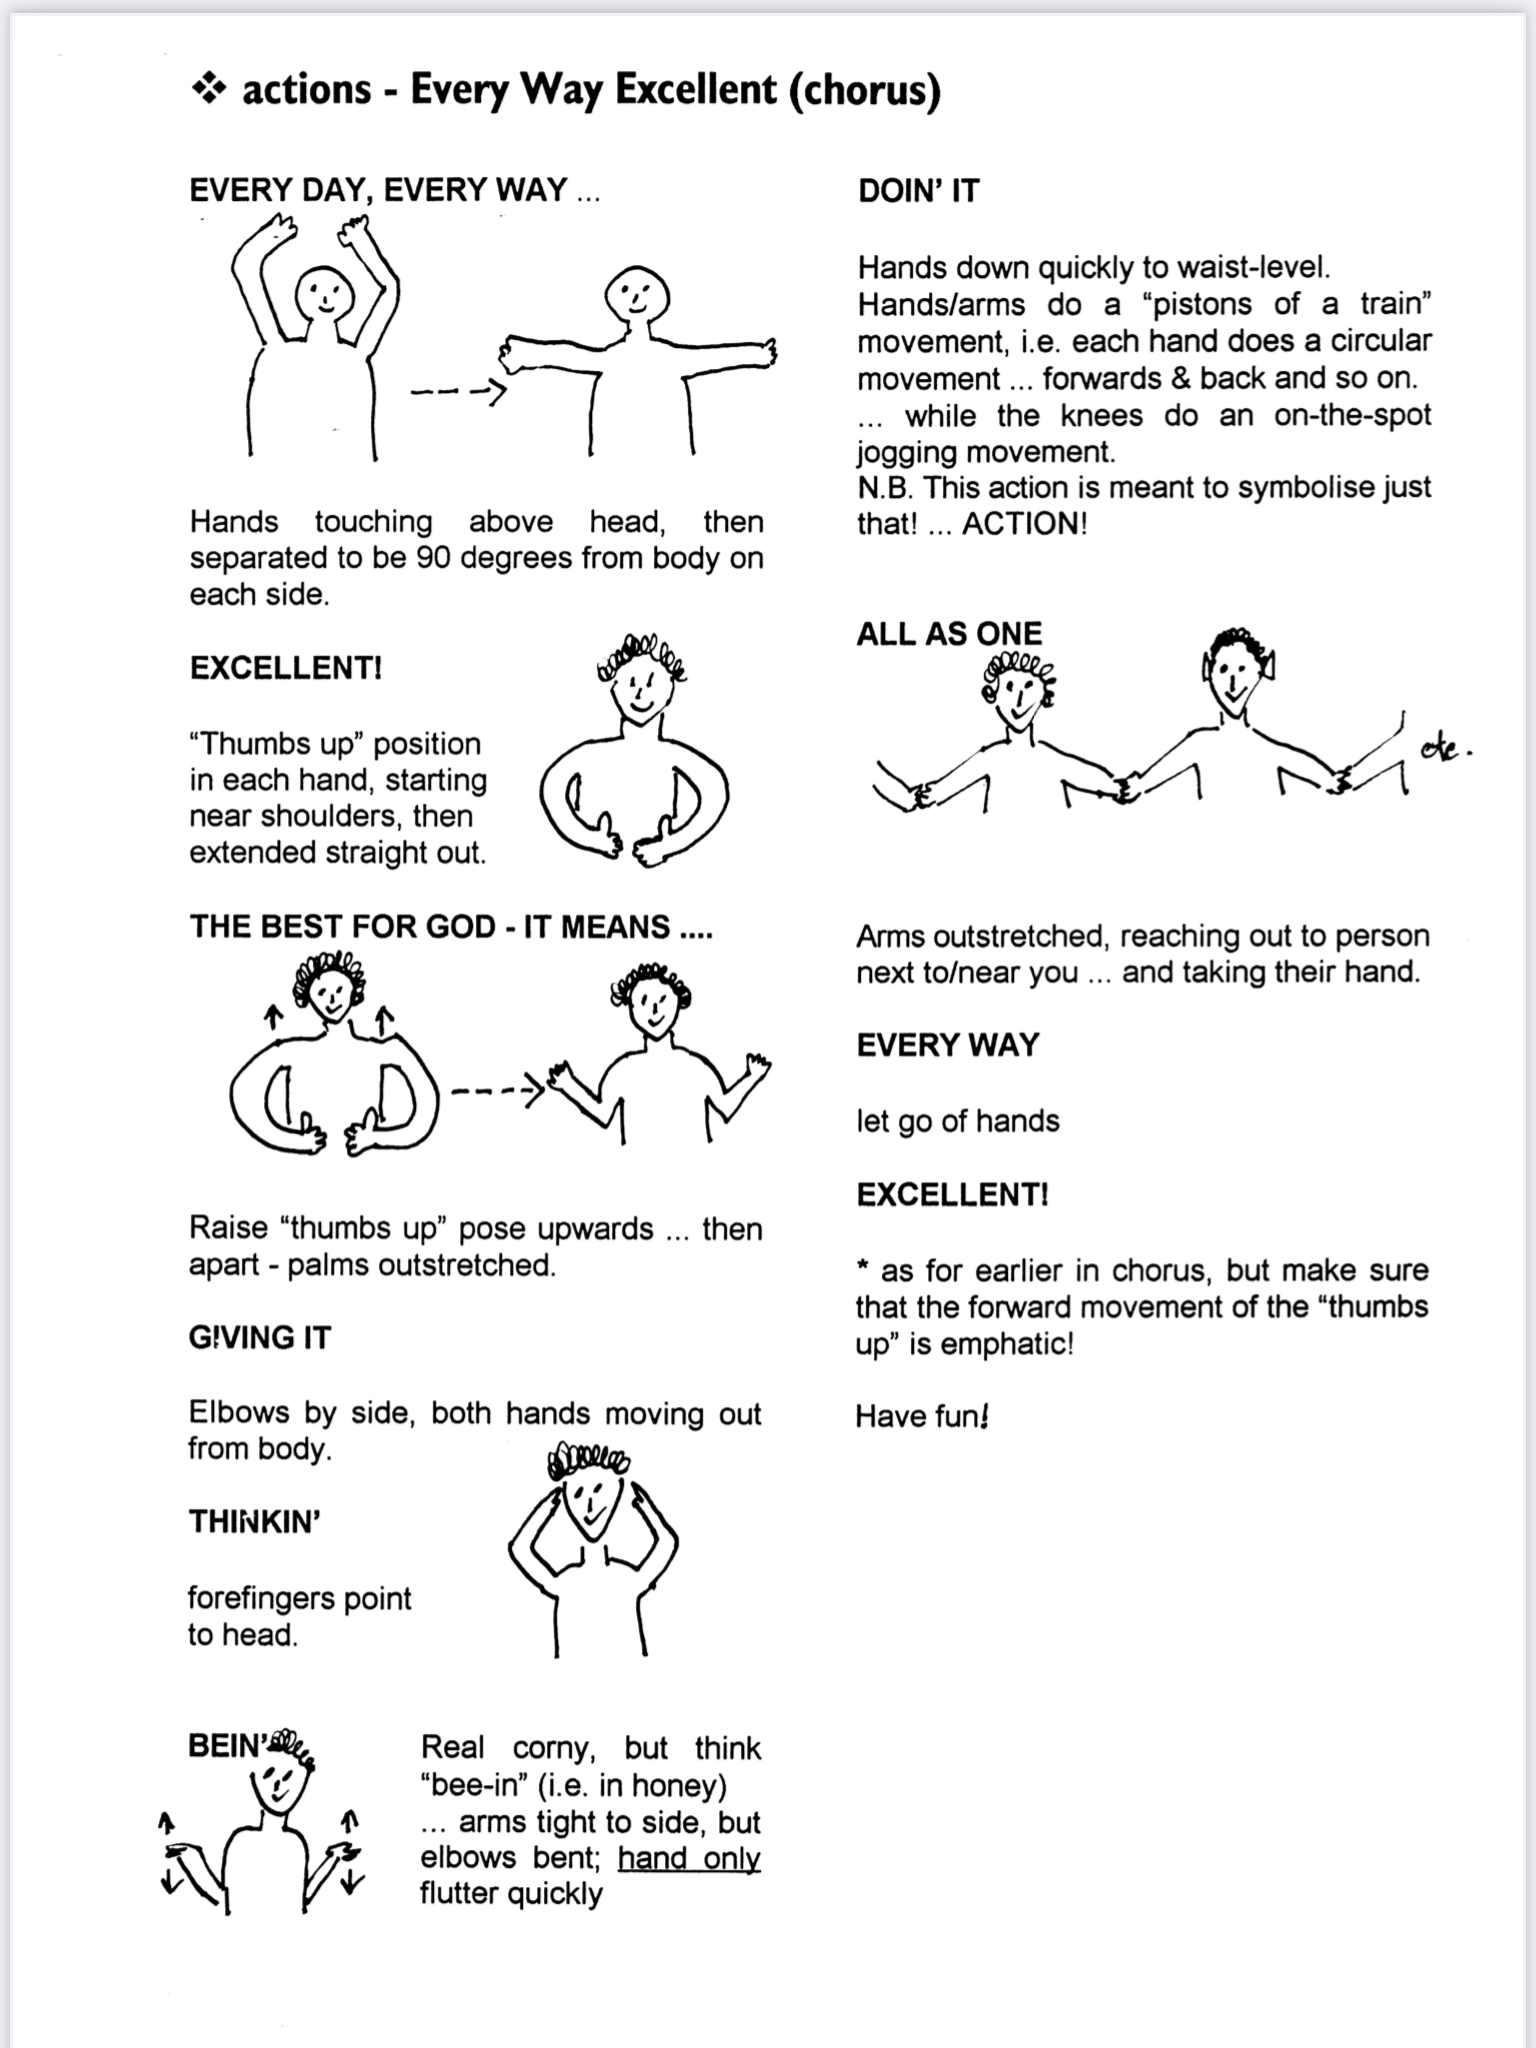 ❖ actions - Every Way Excellent (chorus)
EVERY DAY, EVERY WAY ...
Hands touching above head, then
separated to be 90 degrees from body on
each side.
EXCELLENT!
“Thumbs up” position
in each hand, starting
near shoulders, then
extended straight out.
THE BEST FOR GOD - IT MEANS ....
Raise “thumbs up” pose upwards ... then
apart - palms outstretched.
GIVING IT
Elbows by side, both hands moving out
from body.
THINKIN’
forefingers point
to head.
BEIN’
Real corny, but think
“bee-in” (i.e. in honey)
... arms tight to side, but
elbows bent; hand only
flutter quickly
DOIN’ IT
Hands down quickly to waist-level.
Hands/arms do a “pistons of a train”
movement, i.e. each hand does a circular
movement ... forwards & back and so on.
... while the knees do an on-the-spot
jogging movement.
N.B. This action is meant to symbolise just
that! ... ACTION!
ALL AS ONE
etc.
Arms outstretched, reaching out to person
next to/near you ... and taking their hand.
EVERY WAY
let go of hands
EXCELLENT!
* as for earlier in chorus, but make sure
that the forward movement of the “thumbs
up” is emphatic!
Have fun!